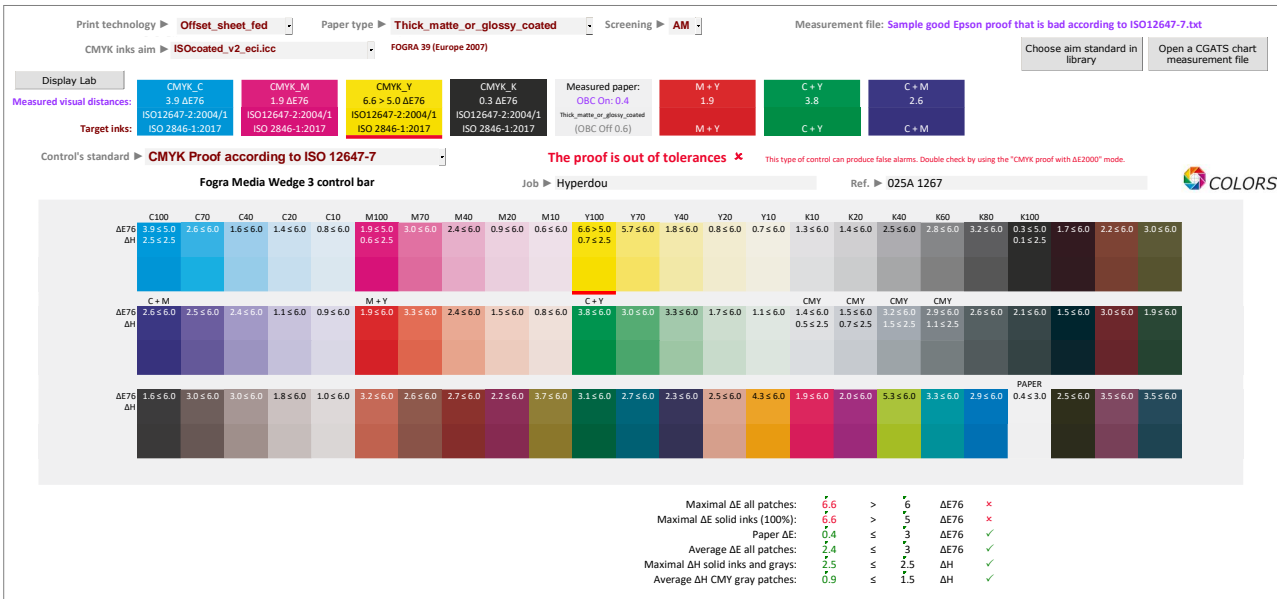 Print technology ► Offset_sheet_fed Paper type ► Thick_matte_or_glossy_coated Screening ► AM Measurement file: Sample good Epson proof that is bad according to ISO12647-7.txt
CMYK inks aim ► ISOcoated_v2_eci.icc FOGRA 39 (Europe 2007)
Choose aim standard in library
Open a CGATS chart measurement file
Display Lab
CMYK_C CMYK_M CMYK_Y CMYK_K Measured paper: M + Y C + Y C + M
Measured visual distances: 3.9 ΔE76 1.9 ΔE76 6.6 > 5.0 ΔE76 0.3 ΔE76 OBC On: 0.4 1.9 3.8 2.6
ISO12647-2:2004/1 ISO12647-2:2004/1 ISO12647-2:2004/1 ISO12647-2:2004/1 Thick_matte_or_glossy_coated
Target inks: ISO 2846-1:2017 ISO 2846-1:2017 ISO 2846-1:2017 ISO 2846-1:2017 (OBC Off 0.6) M + Y C + Y C + M
Control's standard ► CMYK Proof according to ISO 12647-7 The proof is out of tolerances × This type of control can produce false alarms. Double check by using the "CMYK proof with ΔE2000" mode.
Fogra Media Wedge 3 control bar Job ► Hyperdou Ref. ► 025A 1267
COLORS
C100 C70 C40 C20 C10 M100 M70 M40 M20 M10 Y100 Y70 Y40 Y20 Y10 K10 K20 K40 K60 K80 K100
ΔE76 3.9 ≤ 5.0 2.6 ≤ 6.0 1.6 ≤ 6.0 1.4 ≤ 6.0 0.8 ≤ 6.0 1.9 ≤ 5.0 3.0 ≤ 6.0 2.4 ≤ 6.0 0.9 ≤ 6.0 0.6 ≤ 6.0 6.6 > 5.0 5.7 ≤ 6.0 1.8 ≤ 6.0 0.8 ≤ 6.0 0.7 ≤ 6.0 1.3 ≤ 6.0 1.4 ≤ 6.0 2.5 ≤ 6.0 2.8 ≤ 6.0 3.2 ≤ 6.0 0.3 ≤ 5.0 1.7 ≤ 6.0 2.2 ≤ 6.0 3.0 ≤ 6.0
ΔH 2.5 ≤ 2.5 0.6 ≤ 2.5 0.7 ≤ 2.5 0.1 ≤ 2.5
C + M M + Y C + Y CMY CMY CMY CMY
ΔE76 2.6 ≤ 6.0 2.5 ≤ 6.0 2.4 ≤ 6.0 1.1 ≤ 6.0 0.9 ≤ 6.0 1.9 ≤ 6.0 3.3 ≤ 6.0 2.4 ≤ 6.0 1.5 ≤ 6.0 0.8 ≤ 6.0 3.8 ≤ 6.0 3.0 ≤ 6.0 3.3 ≤ 6.0 1.7 ≤ 6.0 1.1 ≤ 6.0 1.4 ≤ 6.0 1.5 ≤ 6.0 3.2 ≤ 6.0 2.9 ≤ 6.0 2.6 ≤ 6.0 2.1 ≤ 6.0 1.5 ≤ 6.0 3.0 ≤ 6.0 1.9 ≤ 6.0
ΔH 0.5 ≤ 2.5 0.7 ≤ 2.5 1.5 ≤ 2.5 1.1 ≤ 2.5
PAPER
ΔE76 1.6 ≤ 6.0 3.0 ≤ 6.0 3.0 ≤ 6.0 1.8 ≤ 6.0 1.0 ≤ 6.0 3.2 ≤ 6.0 2.6 ≤ 6.0 2.7 ≤ 6.0 2.2 ≤ 6.0 3.7 ≤ 6.0 3.1 ≤ 6.0 2.7 ≤ 6.0 2.3 ≤ 6.0 2.5 ≤ 6.0 4.3 ≤ 6.0 1.9 ≤ 6.0 2.0 ≤ 6.0 5.3 ≤ 6.0 3.3 ≤ 6.0 2.9 ≤ 6.0 0.4 ≤ 3.0 2.5 ≤ 6.0 3.5 ≤ 6.0 3.5 ≤ 6.0
ΔH
Maximal ΔE all patches: 6.6 > 6 ΔE76 ×
Maximal ΔE solid inks (100%): 6.6 > 5 ΔE76 ×
Paper ΔE: 0.4 ≤ 3 ΔE76 ✓
Average ΔE all patches: 2.4 ≤ 3 ΔE76 ✓
Maximal ΔH solid inks and grays: 2.5 ≤ 2.5 ΔH ✓
Average ΔH CMY gray patches: 0.9 ≤ 1.5 ΔH ✓